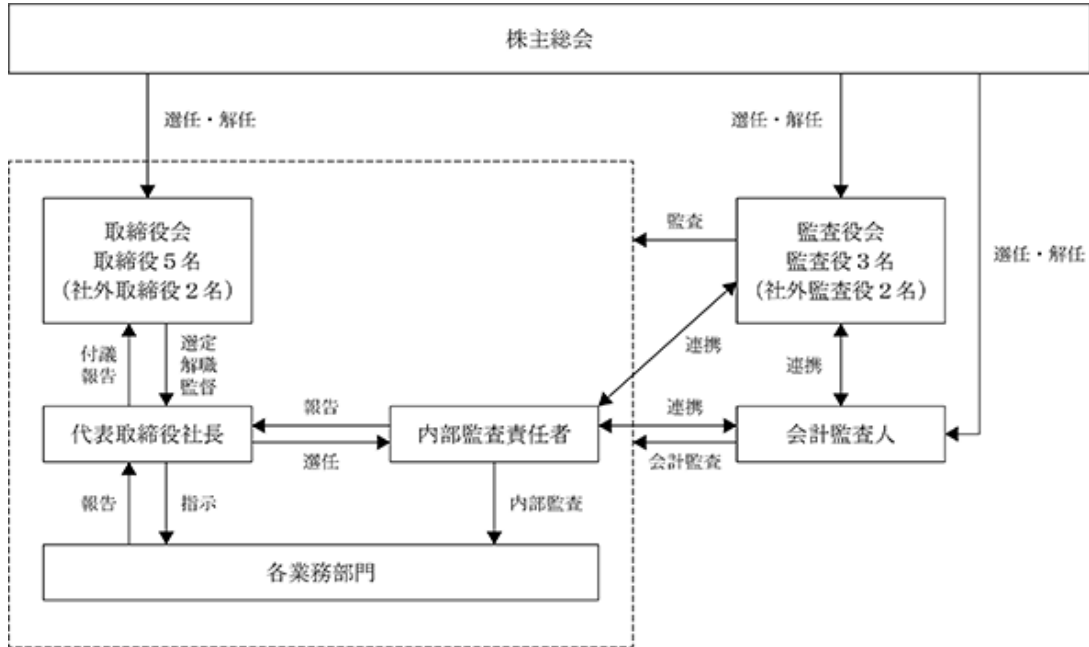 株主総会
選任・解任
選任・解任
選任・解任
取締役会
取締役5名
（社外取締役2名）
監査
監査役会
監査役3名
（社外監査役2名）
付議
報告
選定
解職
監督
連携
連携
代表取締役社長
報告
選任
内部監査責任者
連携
会計監査
会計監査人
報告
指示
内部監査
各業務部門